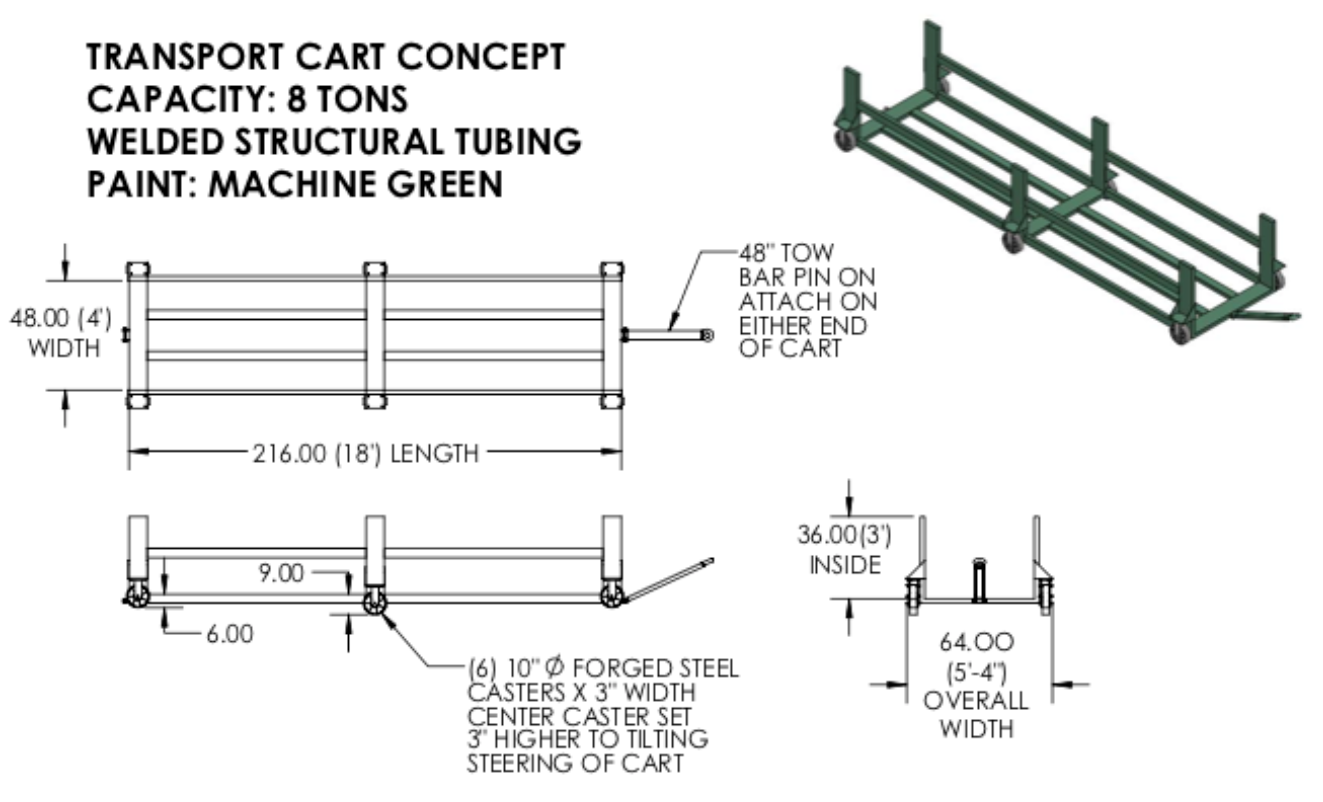 TRANSPORT CART CONCEPT
CAPACITY: 8 TONS
WELDED STRUCTURAL TUBING
PAINT: MACHINE GREEN
48" TOW
BAR PIN ON
ATTACH ON
EITHER END
OF CART
48.00 (4')
WIDTH
216.00 (18') LENGTH
9.00
6.00
(6) 10" Ø FORGED STEEL
CASTERS X 3" WIDTH
CENTER CASTER SET
3" HIGHER TO TILTING
STEERING OF CART
36.00(3')
INSIDE
64.OO
(5'-4")
OVERALL
WIDTH